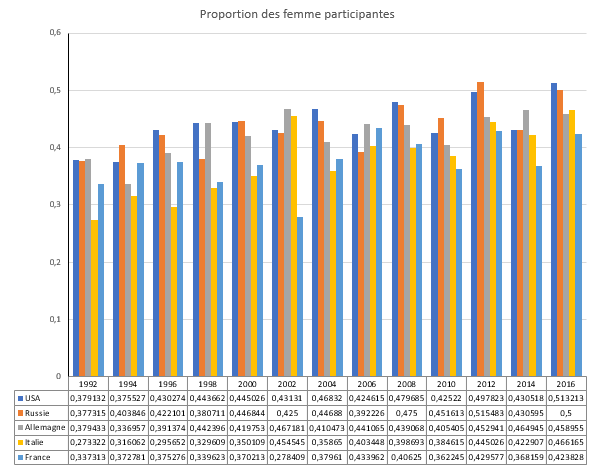 Proportion des femme participantes
0,6
0,5
0,4
0,3
0,2
0,1
0
1992 1994 1996 1998 2000 2002 2004 2006 2008 2010 2012 2014 2016
USA 0,379132 0,375527 0,430274 0,443662 0,445026 0,43131 0,46832 0,424615 0,479685 0,42522 0,497823 0,430518 0,513213
Russie 0,377315 0,403846 0,422101 0,380711 0,446844 0,425 0,44688 0,392226 0,475 0,451613 0,515483 0,430595 0,5
Allemagne 0,379433 0,336957 0,391374 0,442396 0,419753 0,467181 0,410473 0,441065 0,439068 0,405405 0,452941 0,464945 0,458955
Italie 0,273322 0,316062 0,295652 0,329609 0,350109 0,454545 0,35865 0,403448 0,398693 0,384615 0,445026 0,422907 0,466165
France 0,337313 0,372781 0,375276 0,339623 0,370213 0,278409 0,37961 0,433962 0,40625 0,362245 0,429577 0,368159 0,423828